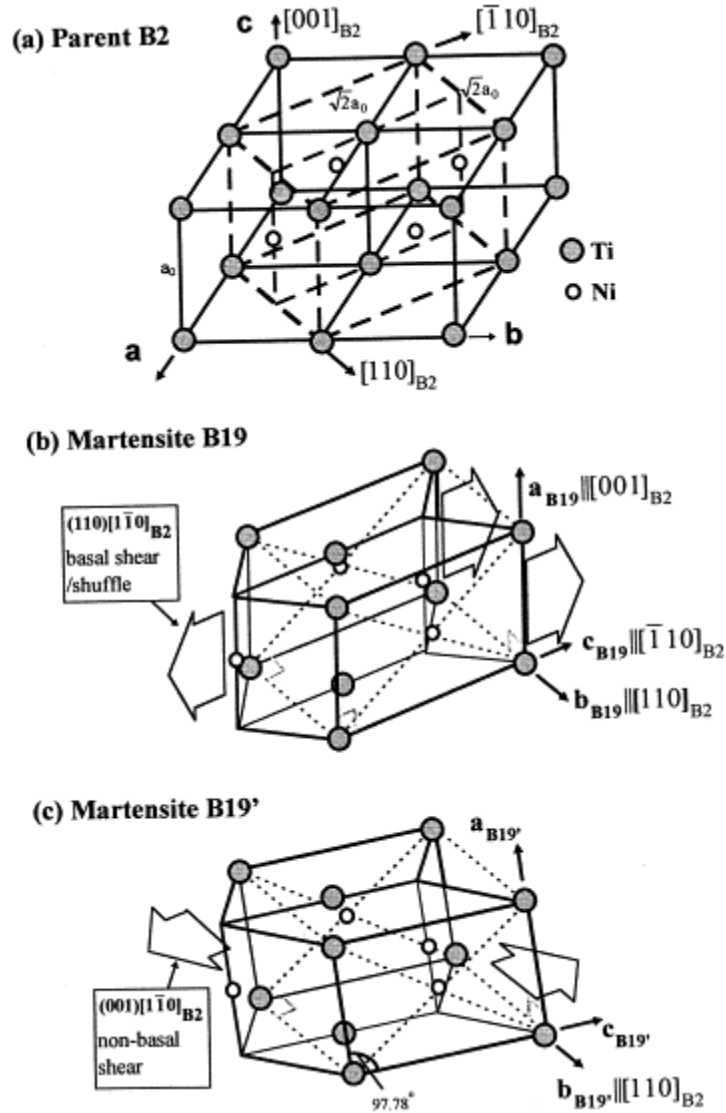 (a) Parent B2
c
[001]B2
[1̅10]B2
√2a₀
√2a₀
a₀
Ti
Ni
a
b
[110]B2
(b) Martensite B19
aB19||[001]B2
(110)[11̅0]B2
basal shear
/shuffle
cB19||[1̅10]B2
bB19||[110]B2
(c) Martensite B19’
aB19’
(001)[11̅0]B2
non-basal
shear
cB19’
bB19’||[110]B2
97.78°